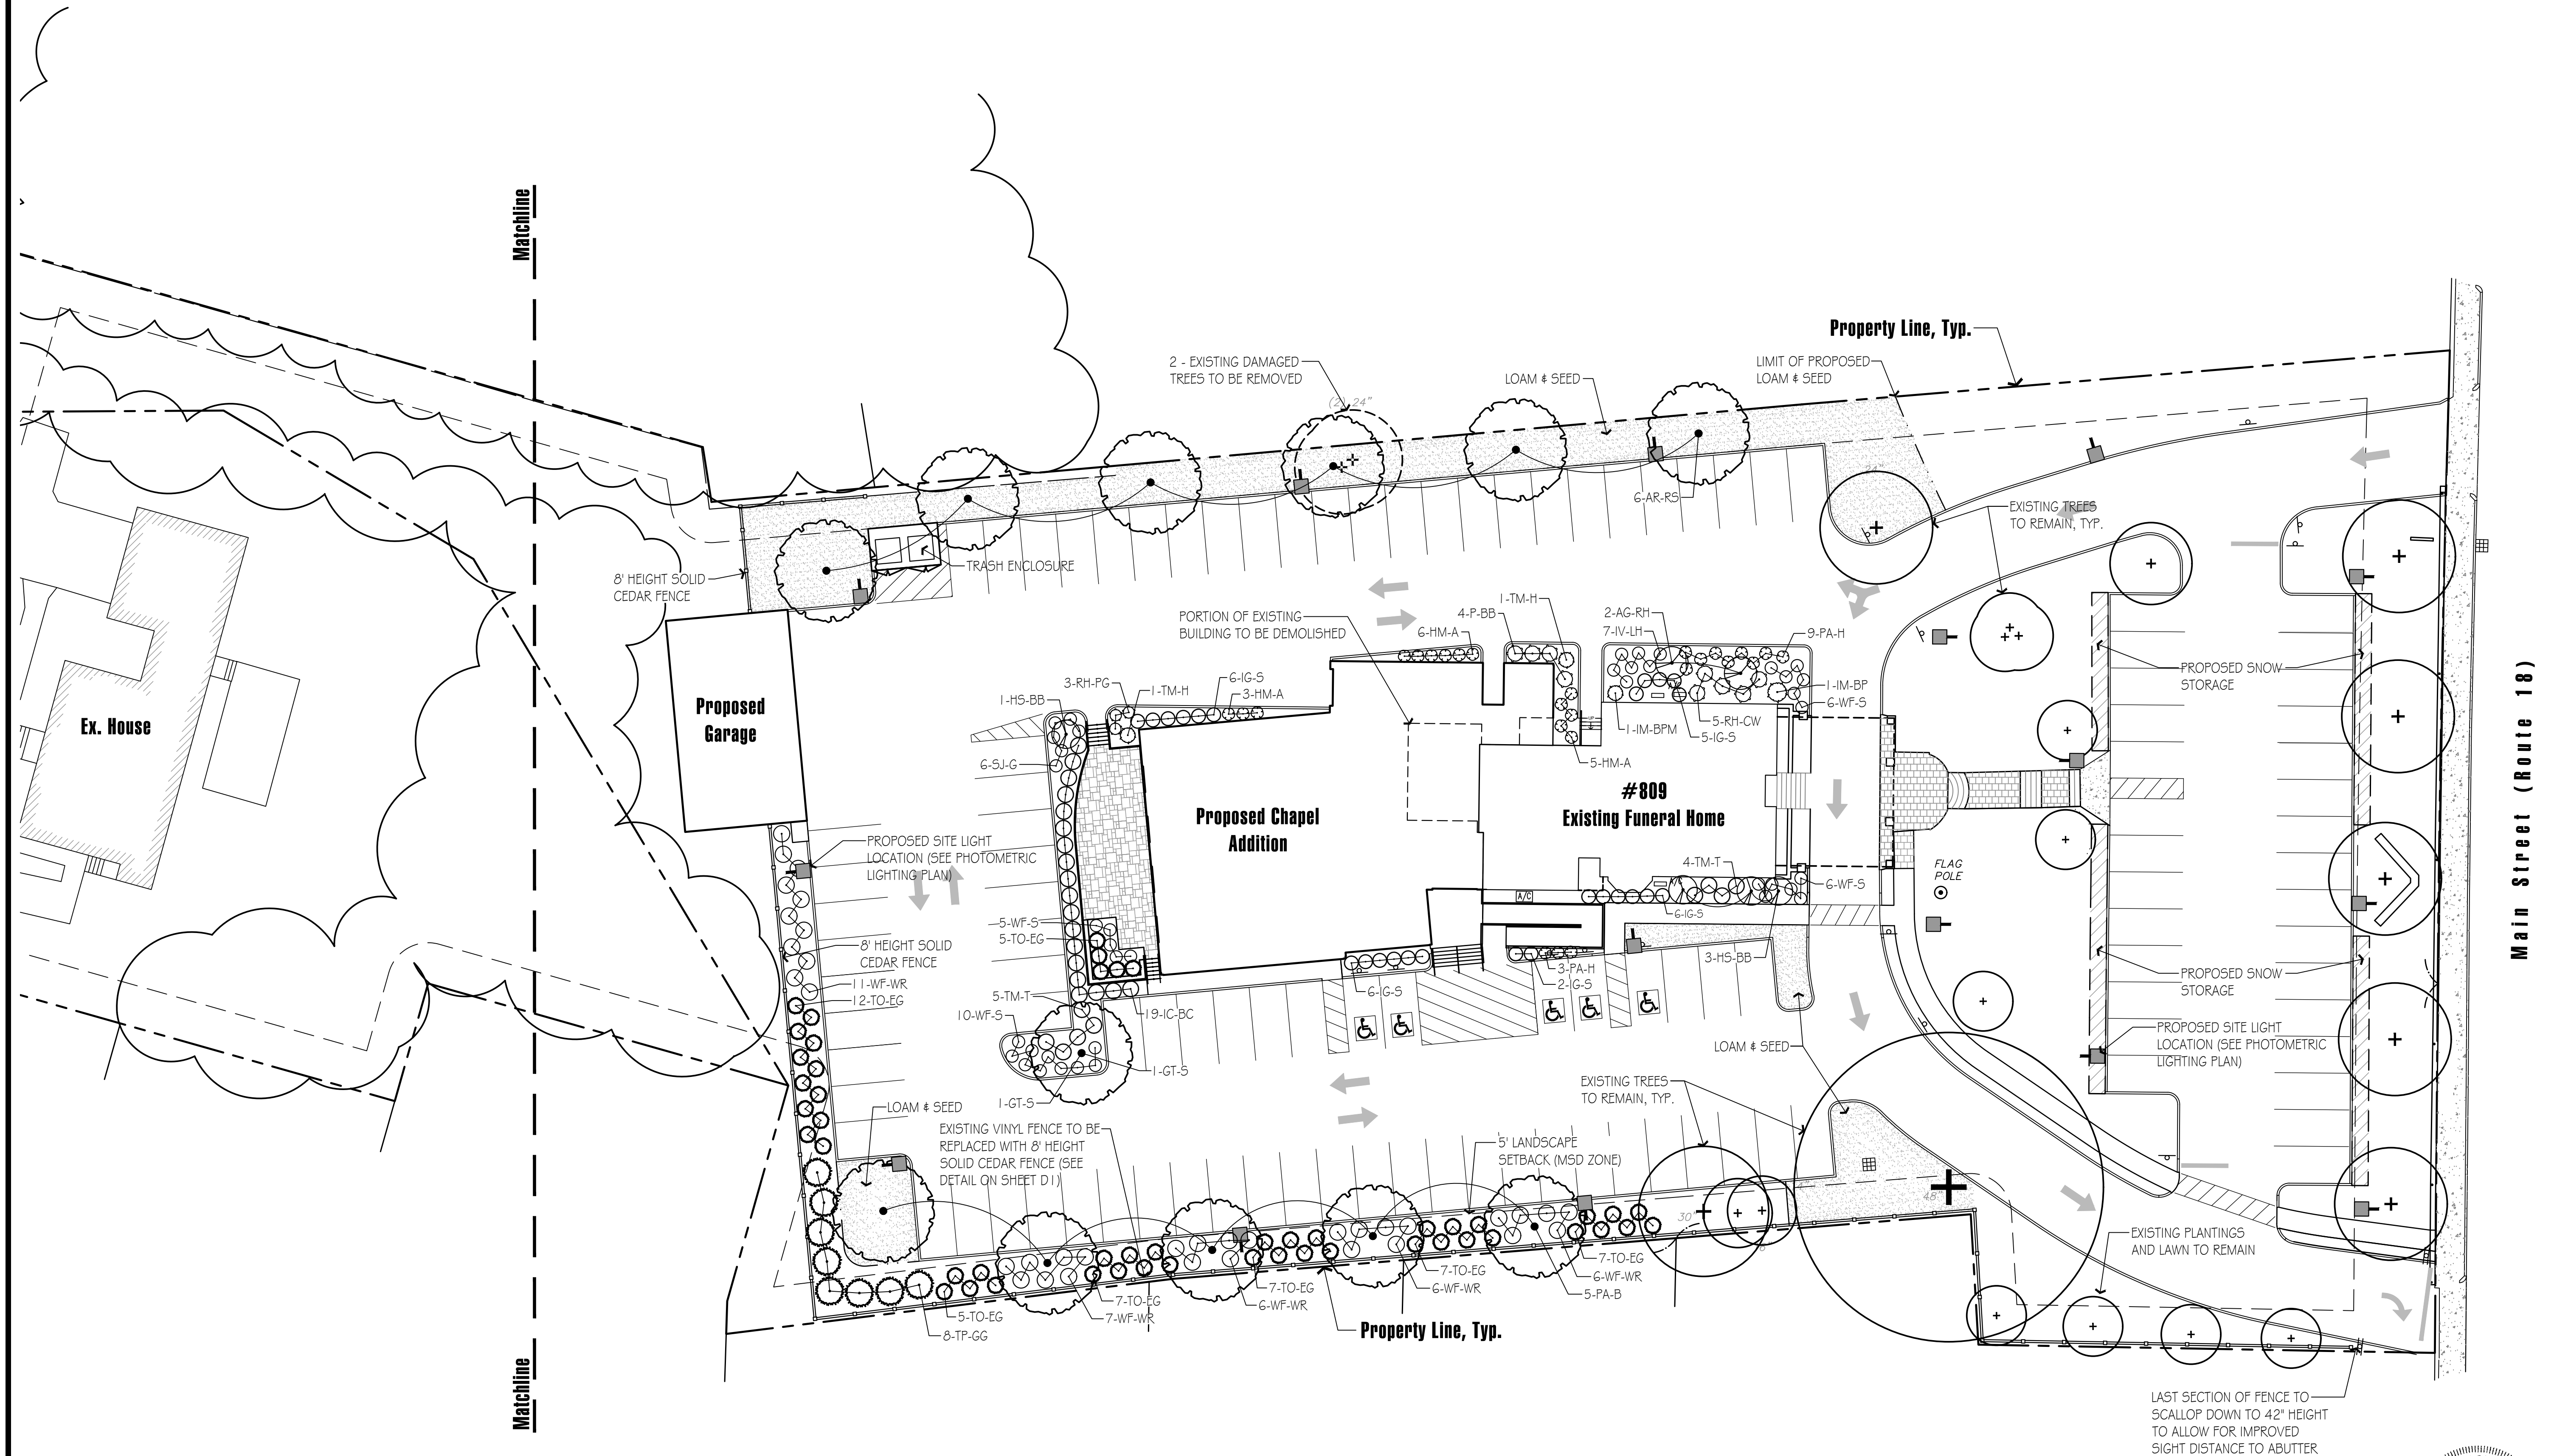 Matchline
Property Line, Typ.
2 - EXISTING DAMAGED
TREES TO BE REMOVED
(2) 24"
LOAM & SEED
LIMIT OF PROPOSED
LOAM & SEED
6-AR-RS
EXISTING TREES
TO REMAIN, TYP.
8' HEIGHT SOLID
CEDAR FENCE
TRASH ENCLOSURE
PORTION OF EXISTING
BUILDING TO BE DEMOLISHED
1-TM-H
4-P-BB
6-HM-A
2-AG-RH
7-IV-LH
9-PA-H
PROPOSED SNOW
STORAGE
Main Street (Route 18)
3-RH-PG
1-TM-H
6-IG-S
3-HM-A
1-HS-BB
1-IM-BP
6-WF-S
5-RH-CW
5-IG-S
1-IM-BPM
5-HM-A
6-SJ-G
Ex. House
Proposed
Garage
Proposed Chapel
Addition
#809
Existing Funeral Home
PROPOSED SITE LIGHT
LOCATION (SEE PHOTOMETRIC
LIGHTING PLAN)
4-TM-T
FLAG
POLE
A/C
A/C
6-WF-S
6-IG-S
5-WF-S
5-TO-EG
8' HEIGHT SOLID
CEDAR FENCE
3-HS-BB
3-PA-H
2-IG-S
6-IG-S
11-WF-WR
12-TO-EG
5-TM-T
10-WF-S
19-IC-BC
PROPOSED SNOW
STORAGE
PROPOSED SITE LIGHT
LOCATION (SEE PHOTOMETRIC
LIGHTING PLAN)
LOAM & SEED
1-GT-S
1-GT-S
EXISTING TREES
TO REMAIN, TYP.
LOAM & SEED
EXISTING VINYL FENCE TO BE
REPLACED WITH 8' HEIGHT
SOLID CEDAR FENCE (SEE
DETAIL ON SHEET D1)
5' LANDSCAPE
SETBACK (MSD ZONE)
48"
30"
EXISTING PLANTINGS
AND LAWN TO REMAIN
7-TO-EG
6-WF-WR
5-PA-B
7-TO-EG
6-WF-WR
7-TO-EG
6-WF-WR
7-TO-EG
7-WF-WR
5-TO-EG
8-TP-GG
Property Line, Typ.
Matchline
LAST SECTION OF FENCE TO
SCALLOP DOWN TO 42" HEIGHT
TO ALLOW FOR IMPROVED
SIGHT DISTANCE TO ABUTTER